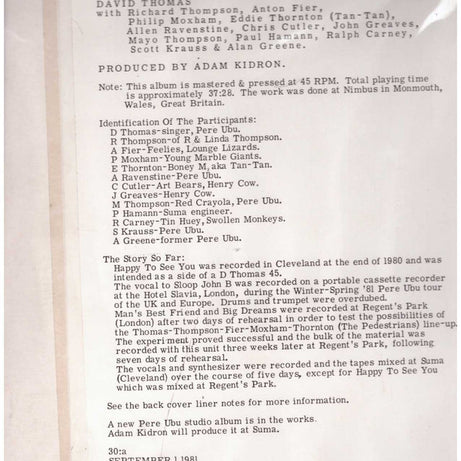 DAVID THOMAS
with Richard Thompson, Anton Fier,
Philip Moxham, Eddie Thornton (Tan-Tan),
Allen Ravenstine, Chris Cutler, John Greaves,
Mayo Thompson, Paul Hamann, Ralph Carney,
Scott Krauss & Alan Greene.
PRODUCED BY ADAM KIDRON.
Note: This album is mastered & pressed at 45 RPM. Total playing time
is approximately 37:28. The work was done at Nimbus in Monmouth,
Wales, Great Britain.
Identification Of The Participants:
D Thomas-singer, Pere Ubu.
R Thompson-of R & Linda Thompson.
A Fier-Feelies, Lounge Lizards.
P Moxham-Young Marble Giants.
E Thornton-Boney M, aka Tan-Tan.
A Ravenstine-Pere Ubu.
C Cutler-Art Bears, Henry Cow.
J Greaves-Henry Cow.
M Thompson-Red Crayola, Pere Ubu.
P Hamann-Suma engineer.
R Carney-Tin Huey, Swollen Monkeys.
S Krauss-Pere Ubu.
A Greene-former Pere Ubu.
The Story So Far:
Happy To See You was recorded in Cleveland at the end of 1980 and was
intended as a side of a D Thomas 45.
The vocal to Sloop John B was recorded on a portable cassette recorder
at the Hotel Slavia, London, during the Winter-Spring '81 Pere Ubu tour
of the UK and Europe. Drums and trumpet were overdubbed.
Man's Best Friend and Big Dreams were recorded at Regent's Park
(London) after two days of rehearsal in order to test the possibilities of
the Thomas-Thompson-Fier-Moxham-Thornton (The Pedestrians) line-up.
The experiment proved successful and the bulk of the material was
recorded with this unit three weeks later at Regent's Park, following
seven days of rehearsal.
The vocals and synthesizer were recorded and the tapes mixed at Suma
(Cleveland) over the course of five days, except for Happy To See You
which was mixed at Regent's Park.
See the back cover liner notes for more information.
A new Pere Ubu studio album is in the works.
Adam Kidron will produce it at Suma.
30:a
SEPTEMBER 1 1981